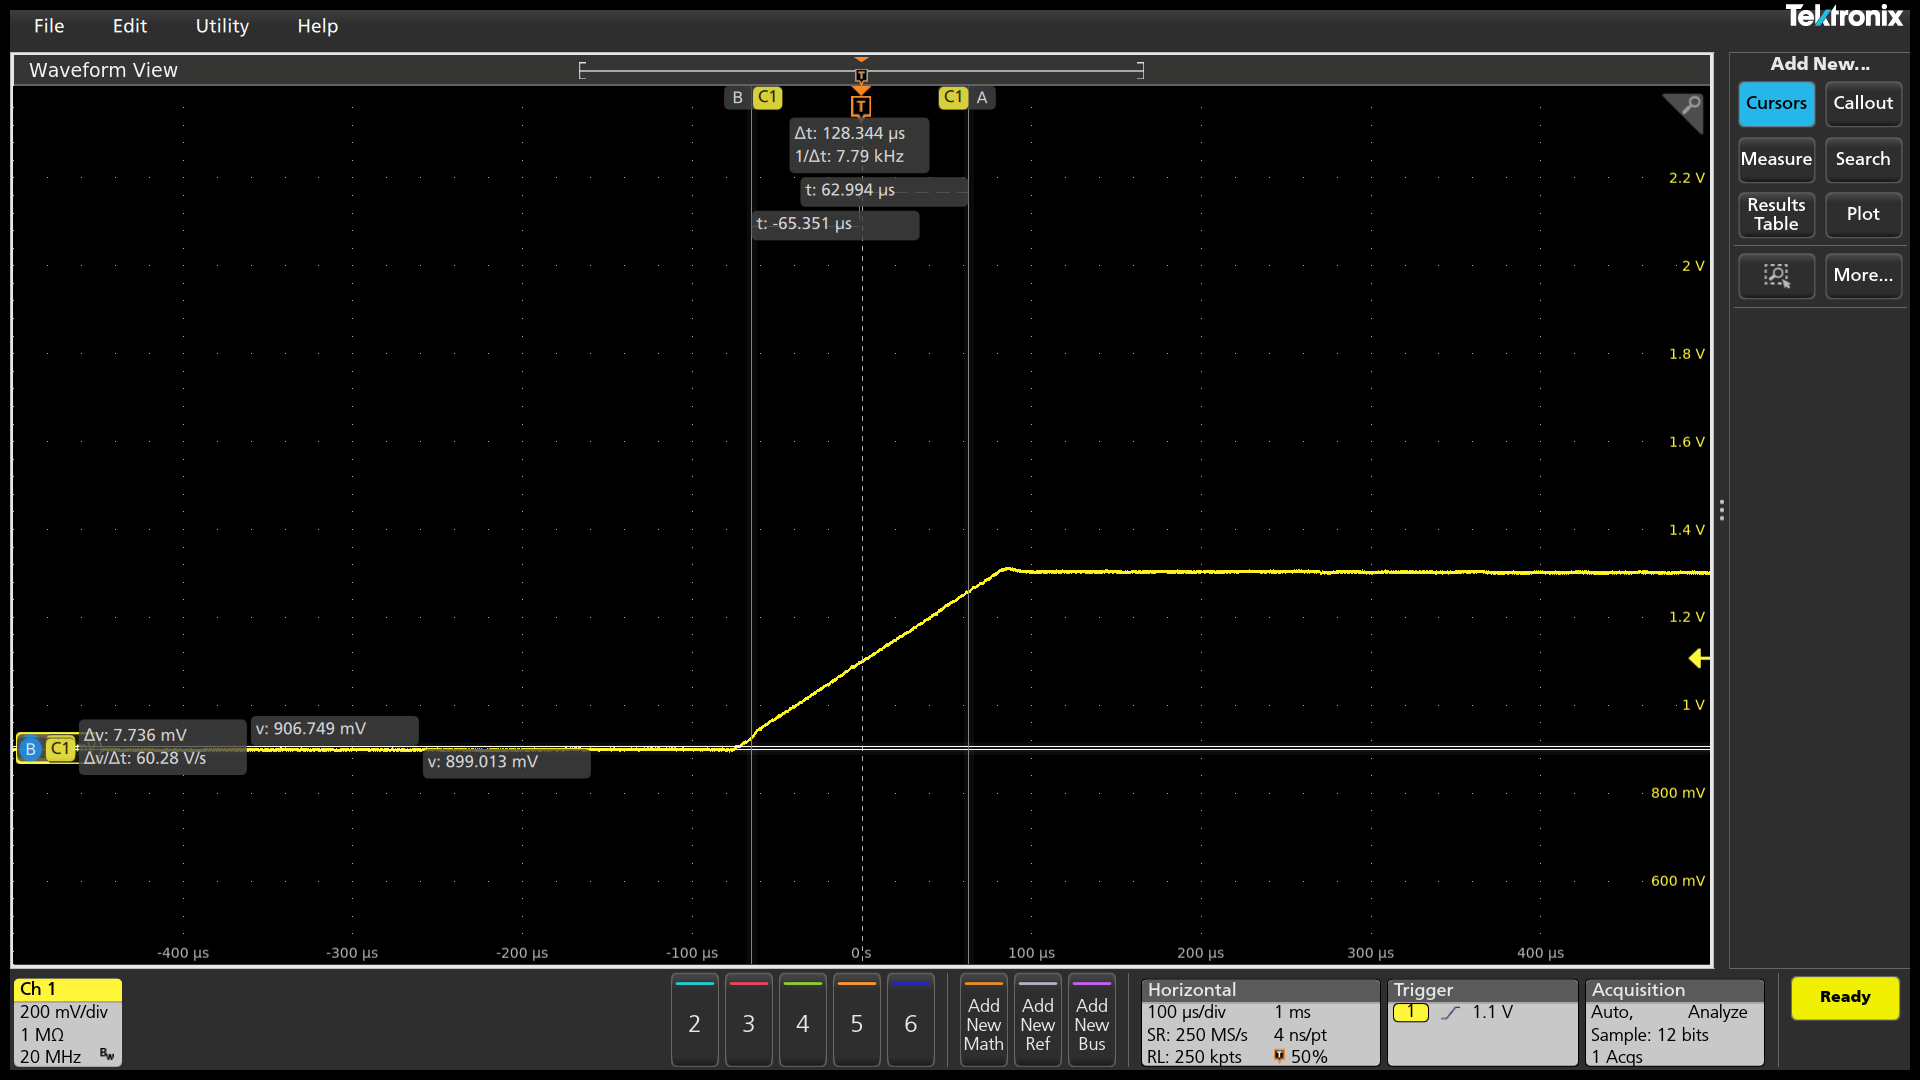 File Edit Utility Help
Tektronix
Waveform View
T
Add New...
B C1
T
C1 A
Cursors Callout
Δt: 128.344 µs
1/Δt: 7.79 kHz
Measure Search
t: 62.994 µs
2.2 V
Results
Table
Plot
t: -65.351 µs
2 V
More...
1.8 V
1.6 V
1.4 V
1.2 V
1 V
B C1
Δv: 7.736 mV
Δv/Δt: 60.28 V/s
v: 906.749 mV
v: 899.013 mV
800 mV
600 mV
-400 µs -300 µs -200 µs -100 µs 0 s 100 µs 200 µs 300 µs 400 µs
Ch 1
200 mV/div
1 MΩ
20 MHz Bw
2 3 4 5 6
Add
New
Math
Add
New
Ref
Add
New
Bus
Horizontal
100 µs/div 1 ms
SR: 250 MS/s 4 ns/pt
RL: 250 kpts T 50%
Trigger
1 1.1 V
Acquisition
Auto, Analyze
Sample: 12 bits
1 Acqs
Ready